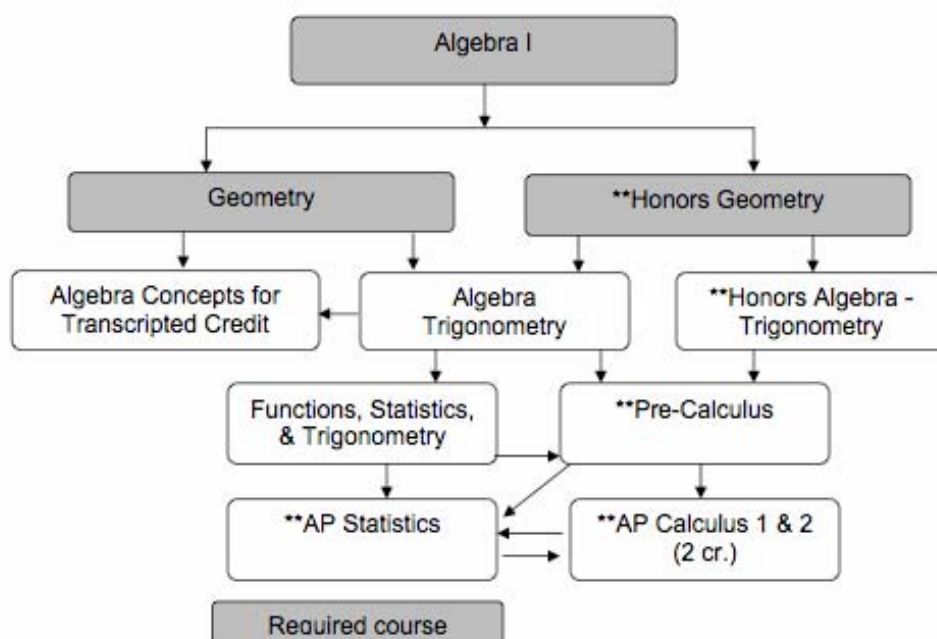 Algebra I
Geometry
**Honors Geometry
Algebra Concepts for
Transcripted Credit
Algebra
Trigonometry
**Honors Algebra -
Trigonometry
Functions, Statistics,
& Trigonometry
**Pre-Calculus
**AP Statistics
**AP Calculus 1 & 2
(2 cr.)
Required course